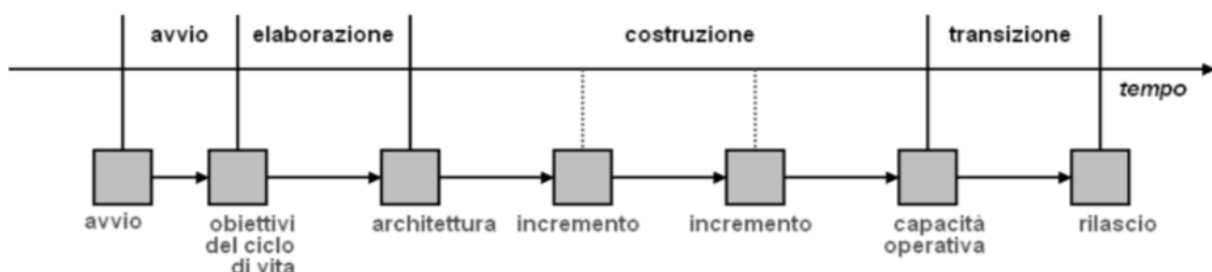 avvio
elaborazione
costruzione
transizione
tempo
avvio
obiettivi
del ciclo
di vita
architettura
incremento
incremento
capacità
operativa
rilascio